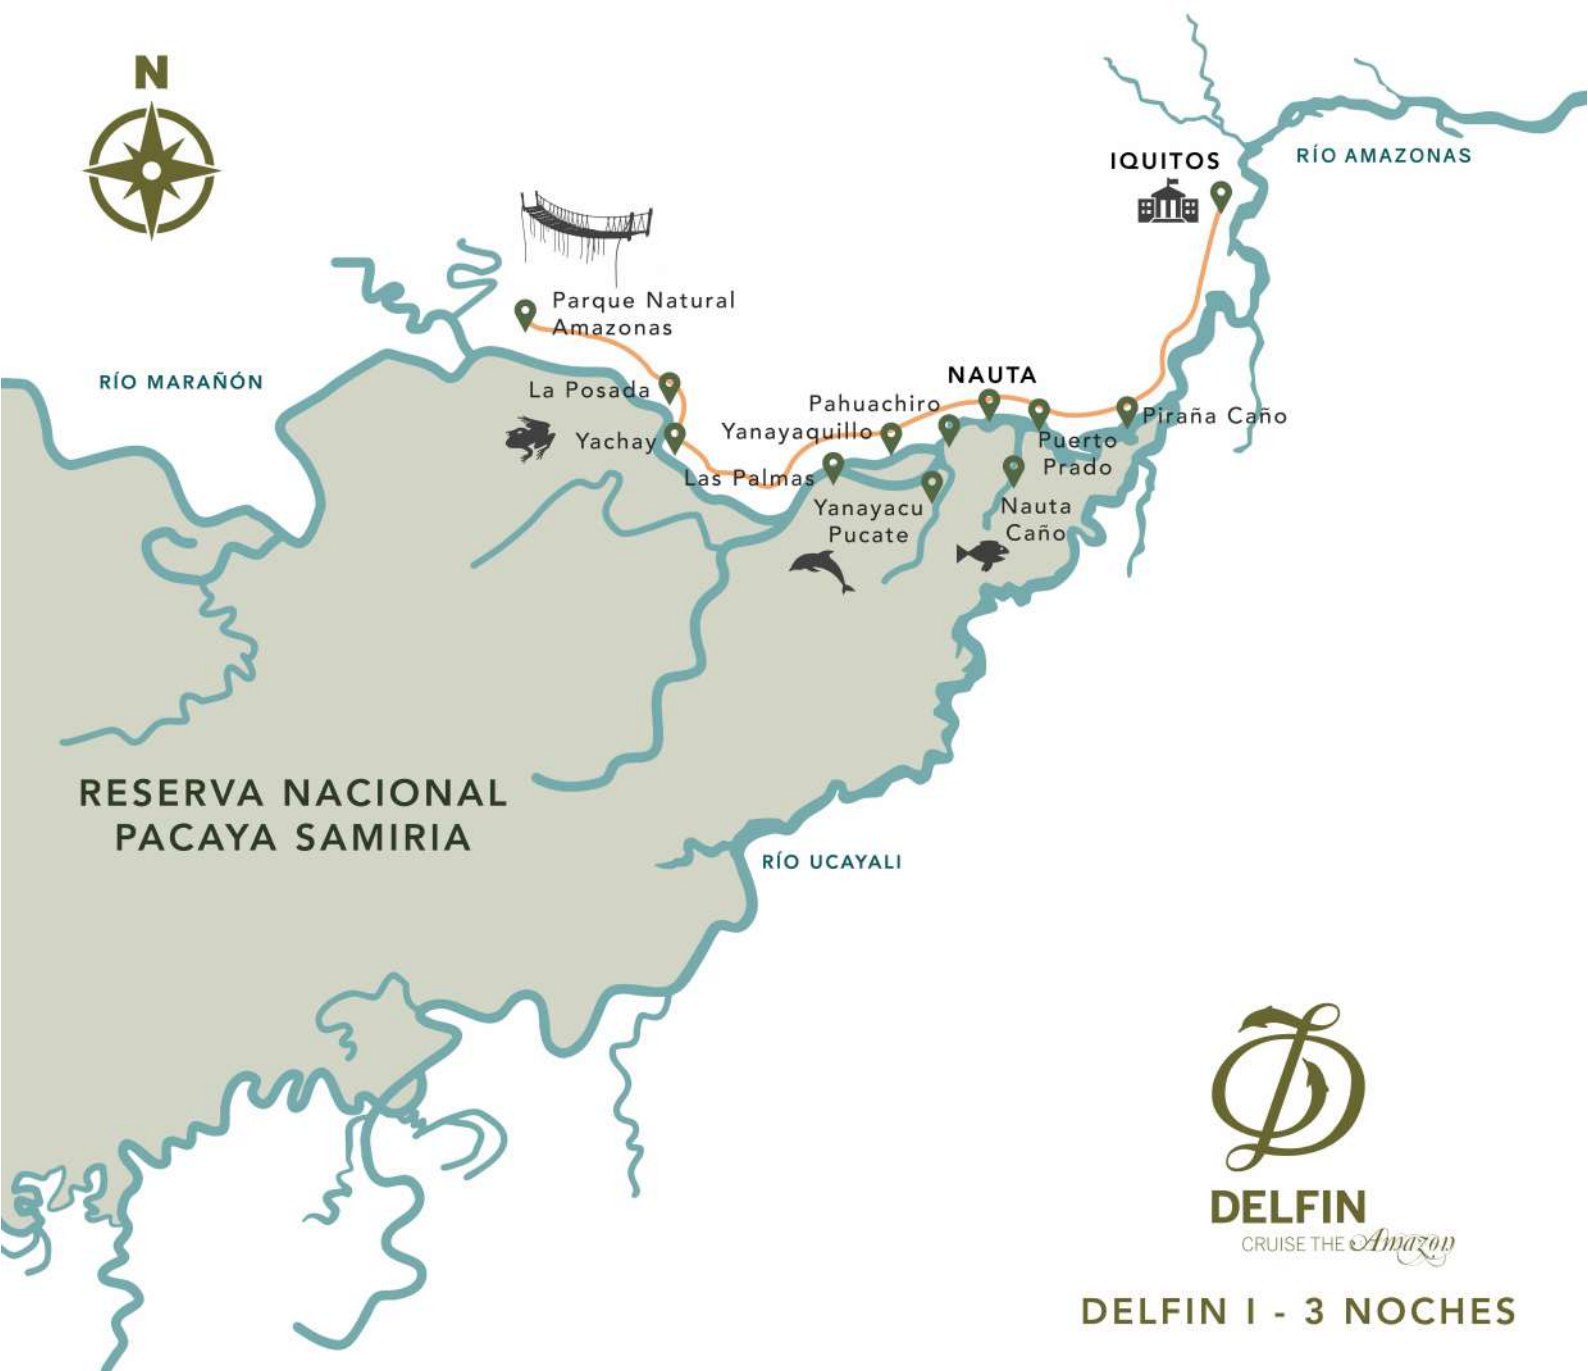 N
IQUITOS
RÍO AMAZONAS
Parque Natural
Amazonas
RÍO MARAÑÓN
La Posada
NAUTA
Pahuachiro
Piraña Caño
Yanayaquillo
Yachay
Puerto
Prado
Las Palmas
Yanayacu
Pucate
Nauta
Caño
RESERVA NACIONAL
PACAYA SAMIRIA
RÍO UCAYALI
DELFIN
CRUISE THE Amazon
DELFIN I - 3 NOCHES